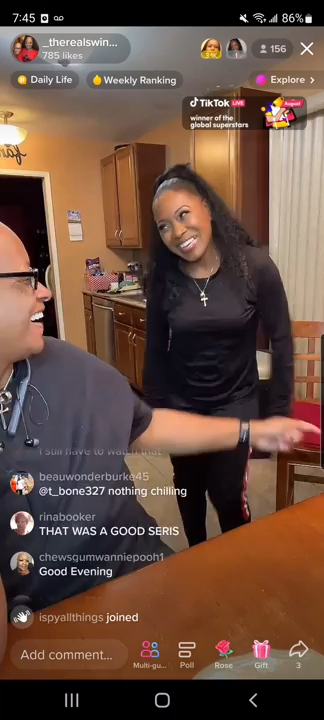 7:45
86%
_therealswin...
785 likes
156
Daily Life
Weekly Ranking
Explore >
TikTok LIVE
winner of the
global superstars
August
I still have to watch that
beauwonderburke45
@t_bone327 nothing chilling
rinabooker
THAT WAS A GOOD SERIS
chewsgumwanniepooh1
Good Evening
ispyallthings joined
Add comment...
Multi-gu...
Poll
Rose
Gift
3